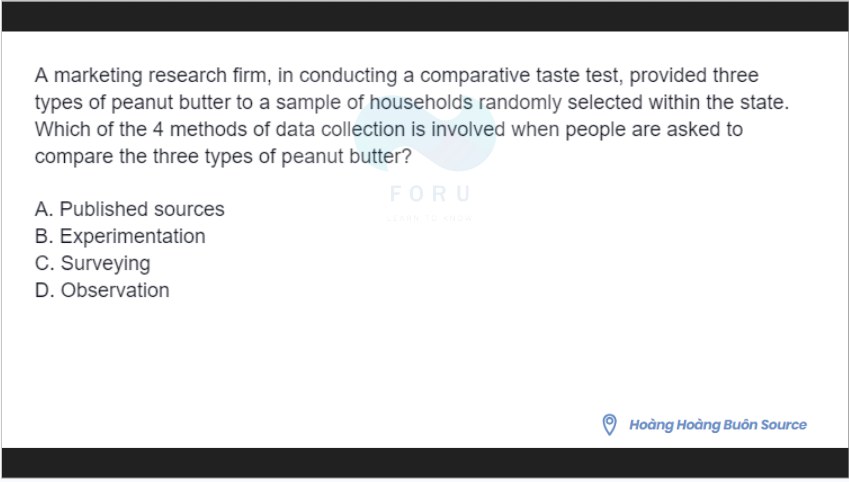 A marketing research firm, in conducting a comparative taste test, provided three
types of peanut butter to a sample of households randomly selected within the state.
Which of the 4 methods of data collection is involved when people are asked to
compare the three types of peanut butter?
FORU
A. Published sources
B. Experimentation
C. Surveying
D. Observation
Hoàng Hoàng Buôn Source